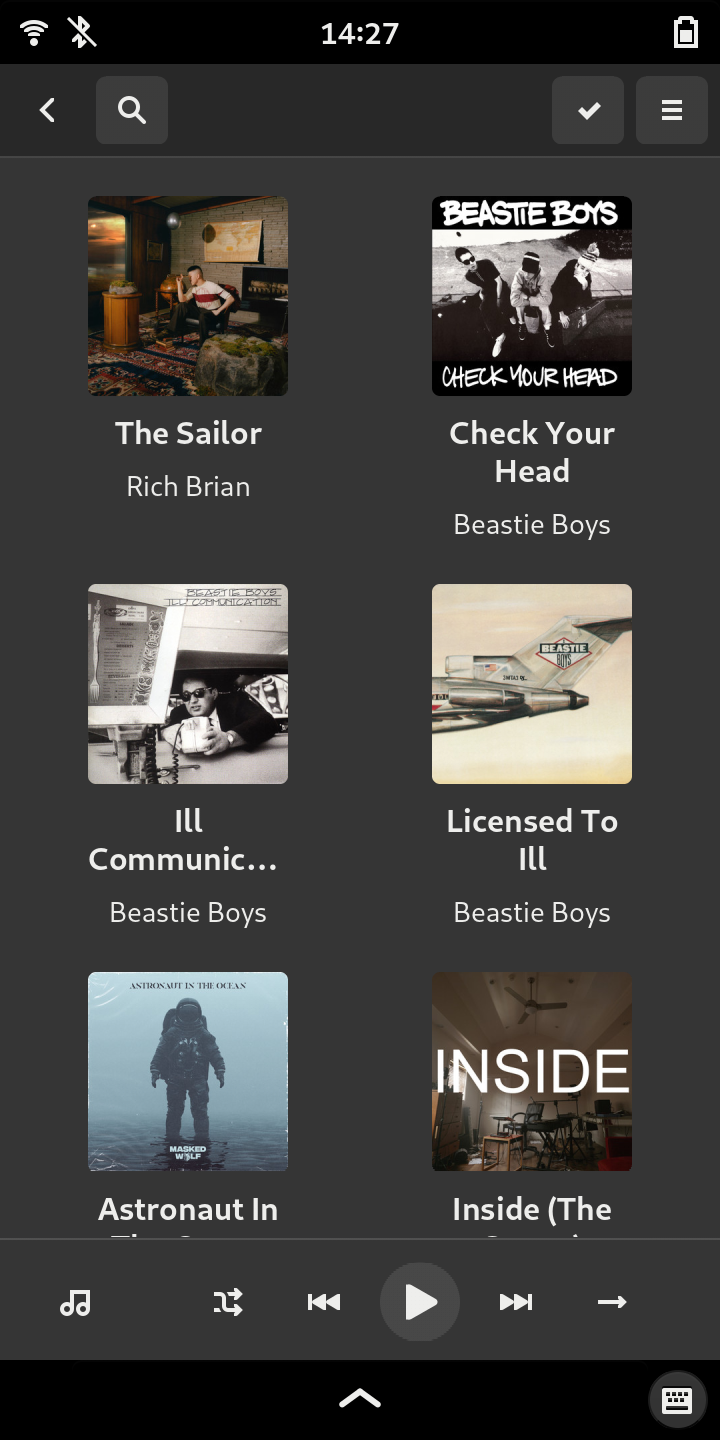 14:27
BEASTIE BOYS
CHECK YOUR HEAD
The Sailor
Rich Brian
Check Your
Head
Beastie Boys
BEASTIE BOYS
ILL COMMUNICATION
BEASTIE
BOYS
Ill
Communic...
Beastie Boys
Licensed To
Ill
Beastie Boys
ASTRONAUT IN THE OCEAN
MASKED
WOLF
INSIDE
Astronaut In
Inside (The